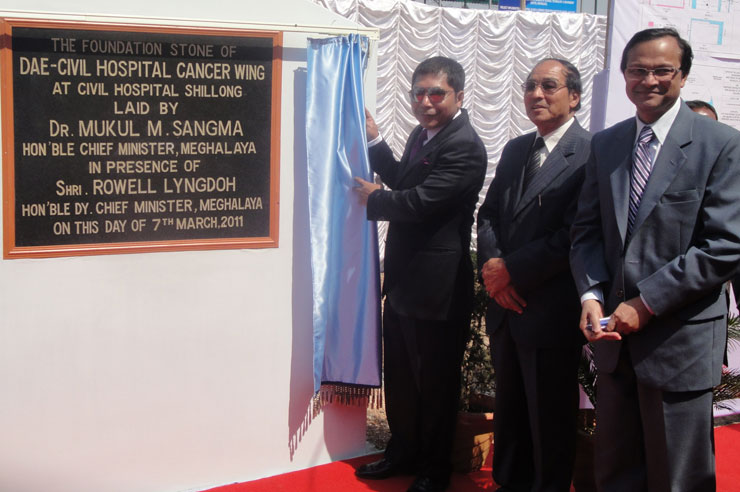 THE FOUNDATION STONE OF
DAE-CIVIL HOSPITAL CANCER WING
AT CIVIL HOSPITAL SHILLONG
LAID BY
DR. MUKUL M. SANGMA
HON'BLE CHIEF MINISTER, MEGHALAYA
IN PRESENCE OF
SHRI. ROWELL LYNGDOH
HON'BLE DY. CHIEF MINISTER, MEGHALAYA
ON THIS DAY OF 7TH MARCH, 2011